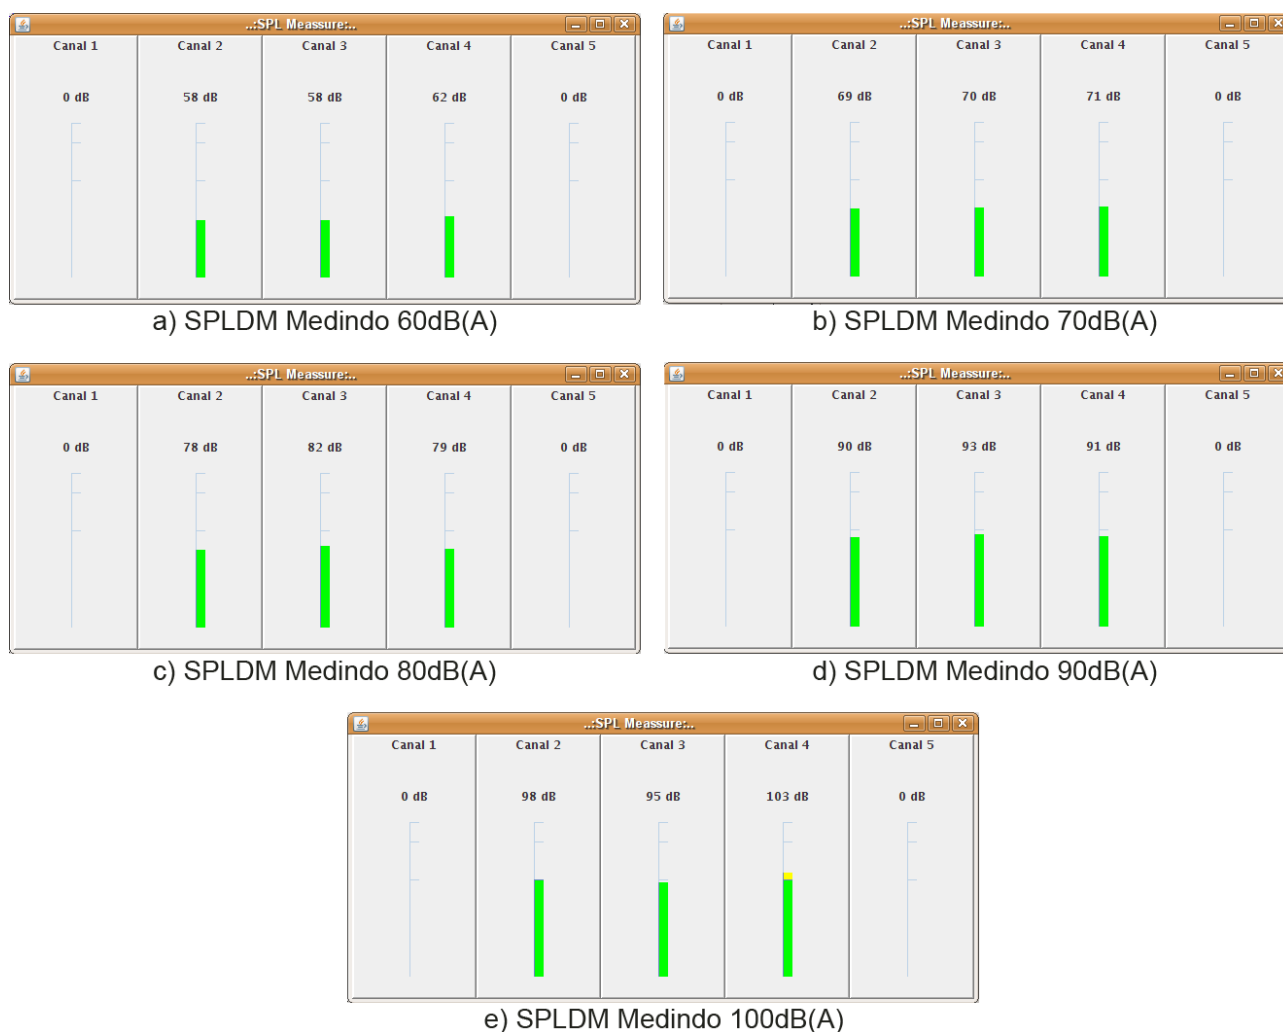 ..:SPL Meassure:..
Canal 1 Canal 2 Canal 3 Canal 4 Canal 5
0 dB 58 dB 58 dB 62 dB 0 dB
a) SPLDM Medindo 60dB(A)
..:SPL Meassure:..
Canal 1 Canal 2 Canal 3 Canal 4 Canal 5
0 dB 69 dB 70 dB 71 dB 0 dB
b) SPLDM Medindo 70dB(A)
..:SPL Meassure:..
Canal 1 Canal 2 Canal 3 Canal 4 Canal 5
0 dB 78 dB 82 dB 79 dB 0 dB
c) SPLDM Medindo 80dB(A)
..:SPL Meassure:..
Canal 1 Canal 2 Canal 3 Canal 4 Canal 5
0 dB 90 dB 93 dB 91 dB 0 dB
d) SPLDM Medindo 90dB(A)
..:SPL Meassure:..
Canal 1 Canal 2 Canal 3 Canal 4 Canal 5
0 dB 98 dB 95 dB 103 dB 0 dB
e) SPLDM Medindo 100dB(A)